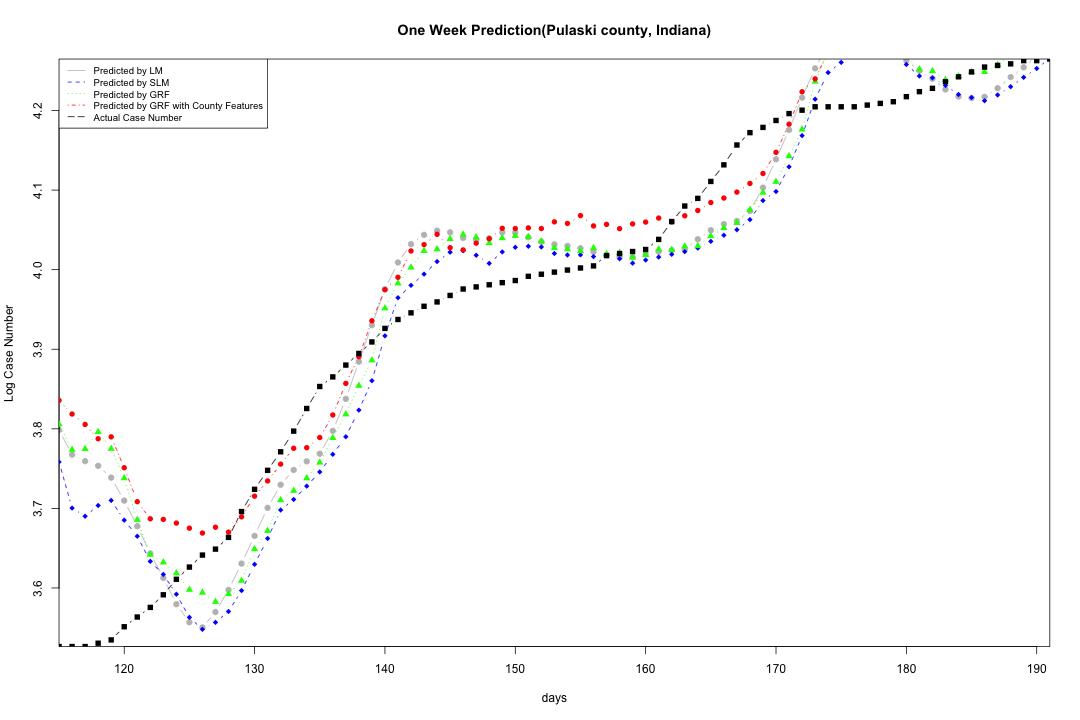 One Week Prediction(Pulaski county, Indiana)
Predicted by LM
Predicted by SLM
Predicted by GRF
Predicted by GRF with County Features
Actual Case Number
Log Case Number
4.2
4.1
4.0
3.9
3.8
3.7
3.6
120 130 140 150 160 170 180 190
days